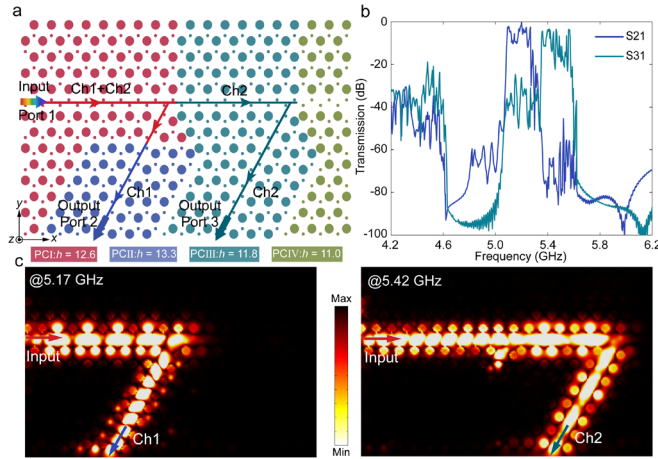 a
Input
Port 1
Ch1+Ch2
Ch2
Ch1
Ch2
Output
Port 2
Output
Port 3
y
z
x
PCI:h = 12.6
PCII:h = 13.3
PCIII:h = 11.8
PCIV:h = 11.0
b
S21
S31
Transmission (dB)
0
-20
-40
-60
-80
-100
4.2
4.6
5.0
5.4
5.8
6.2
Frequency (GHz)
c
@5.17 GHz
Input
Ch1
Max
Min
@5.42 GHz
Input
Ch2